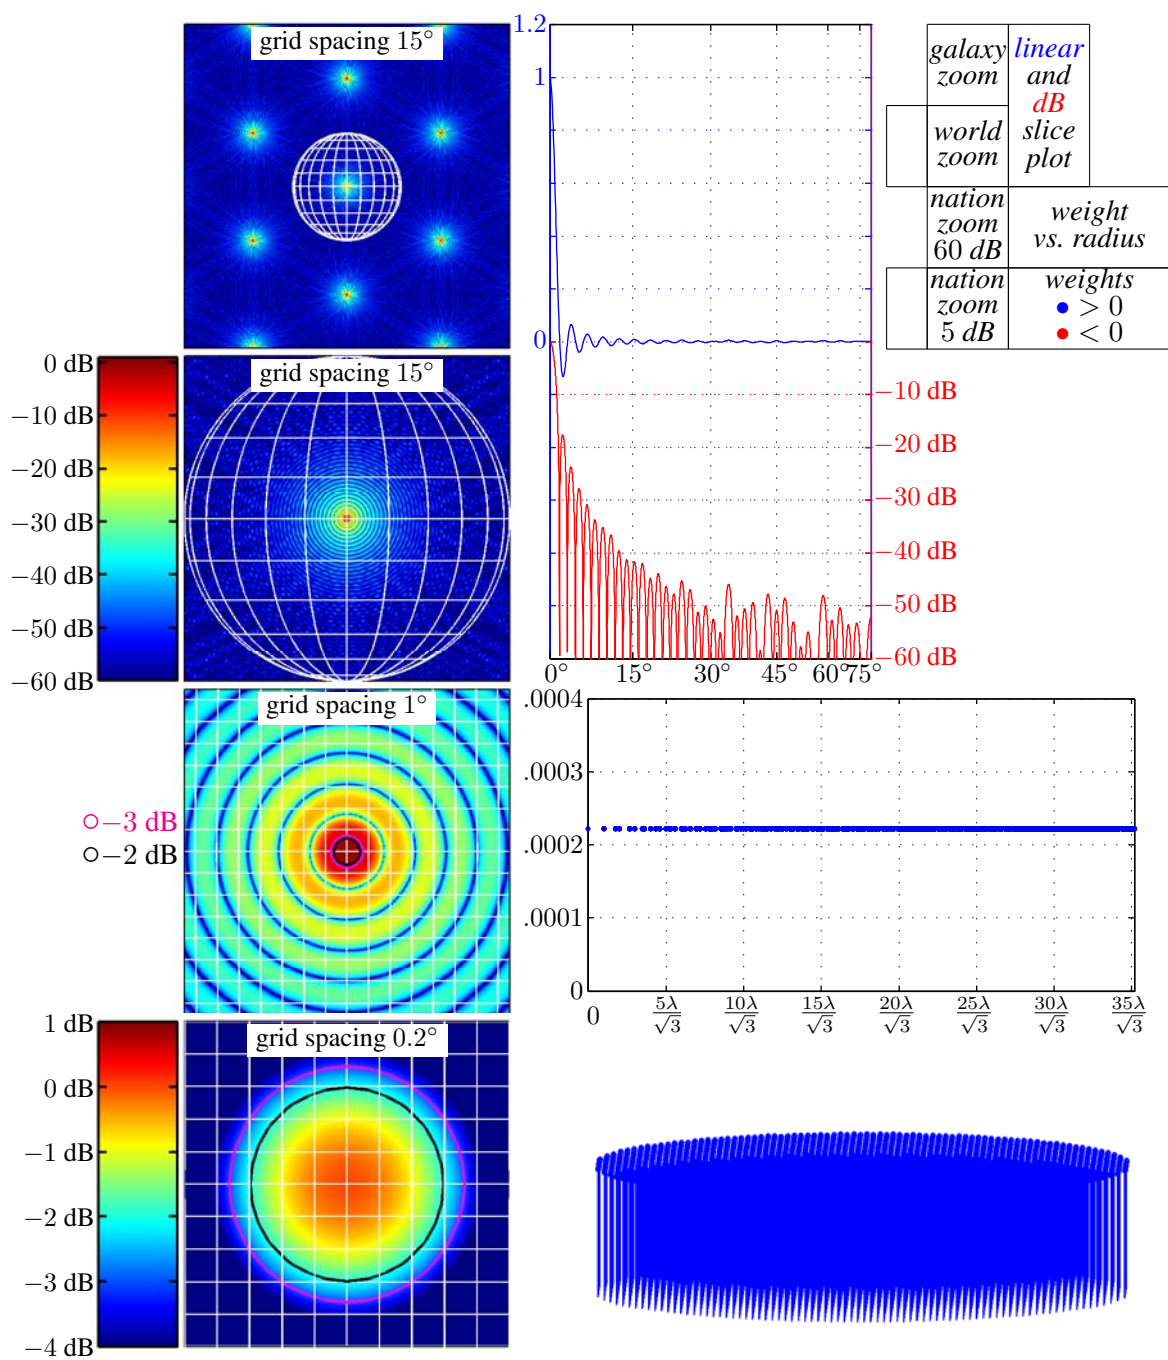 grid spacing 15°
1.2
1
0
−10 dB
−20 dB
−30 dB
−40 dB
−50 dB
−60 dB
0° 15° 30° 45° 60° 75°
galaxy zoom
linear and dB slice plot
world zoom
nation zoom 60 dB
weight vs. radius
nation zoom 5 dB
weights
> 0
< 0
grid spacing 15°
0 dB
−10 dB
−20 dB
−30 dB
−40 dB
−50 dB
−60 dB
grid spacing 1°
−3 dB
−2 dB
.0004
.0003
.0002
.0001
0
0 5λ/√3 10λ/√3 15λ/√3 20λ/√3 25λ/√3 30λ/√3 35λ/√3
grid spacing 0.2°
1 dB
0 dB
−1 dB
−2 dB
−3 dB
−4 dB